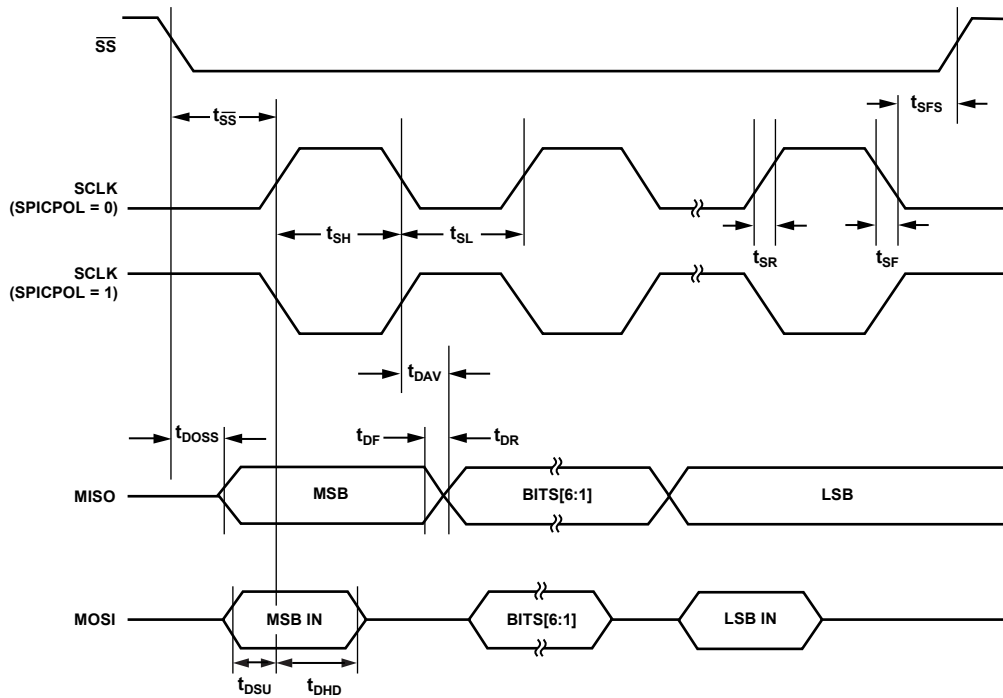 SS
tSS
tSFS
SCLK
(SPICPOL = 0)
tSH
tSL
tSR
tSF
SCLK
(SPICPOL = 1)
tDAV
tDOSS
tDF
tDR
MISO
MSB
BITS[6:1]
LSB
MOSI
MSB IN
BITS[6:1]
LSB IN
tDSU
tDHD